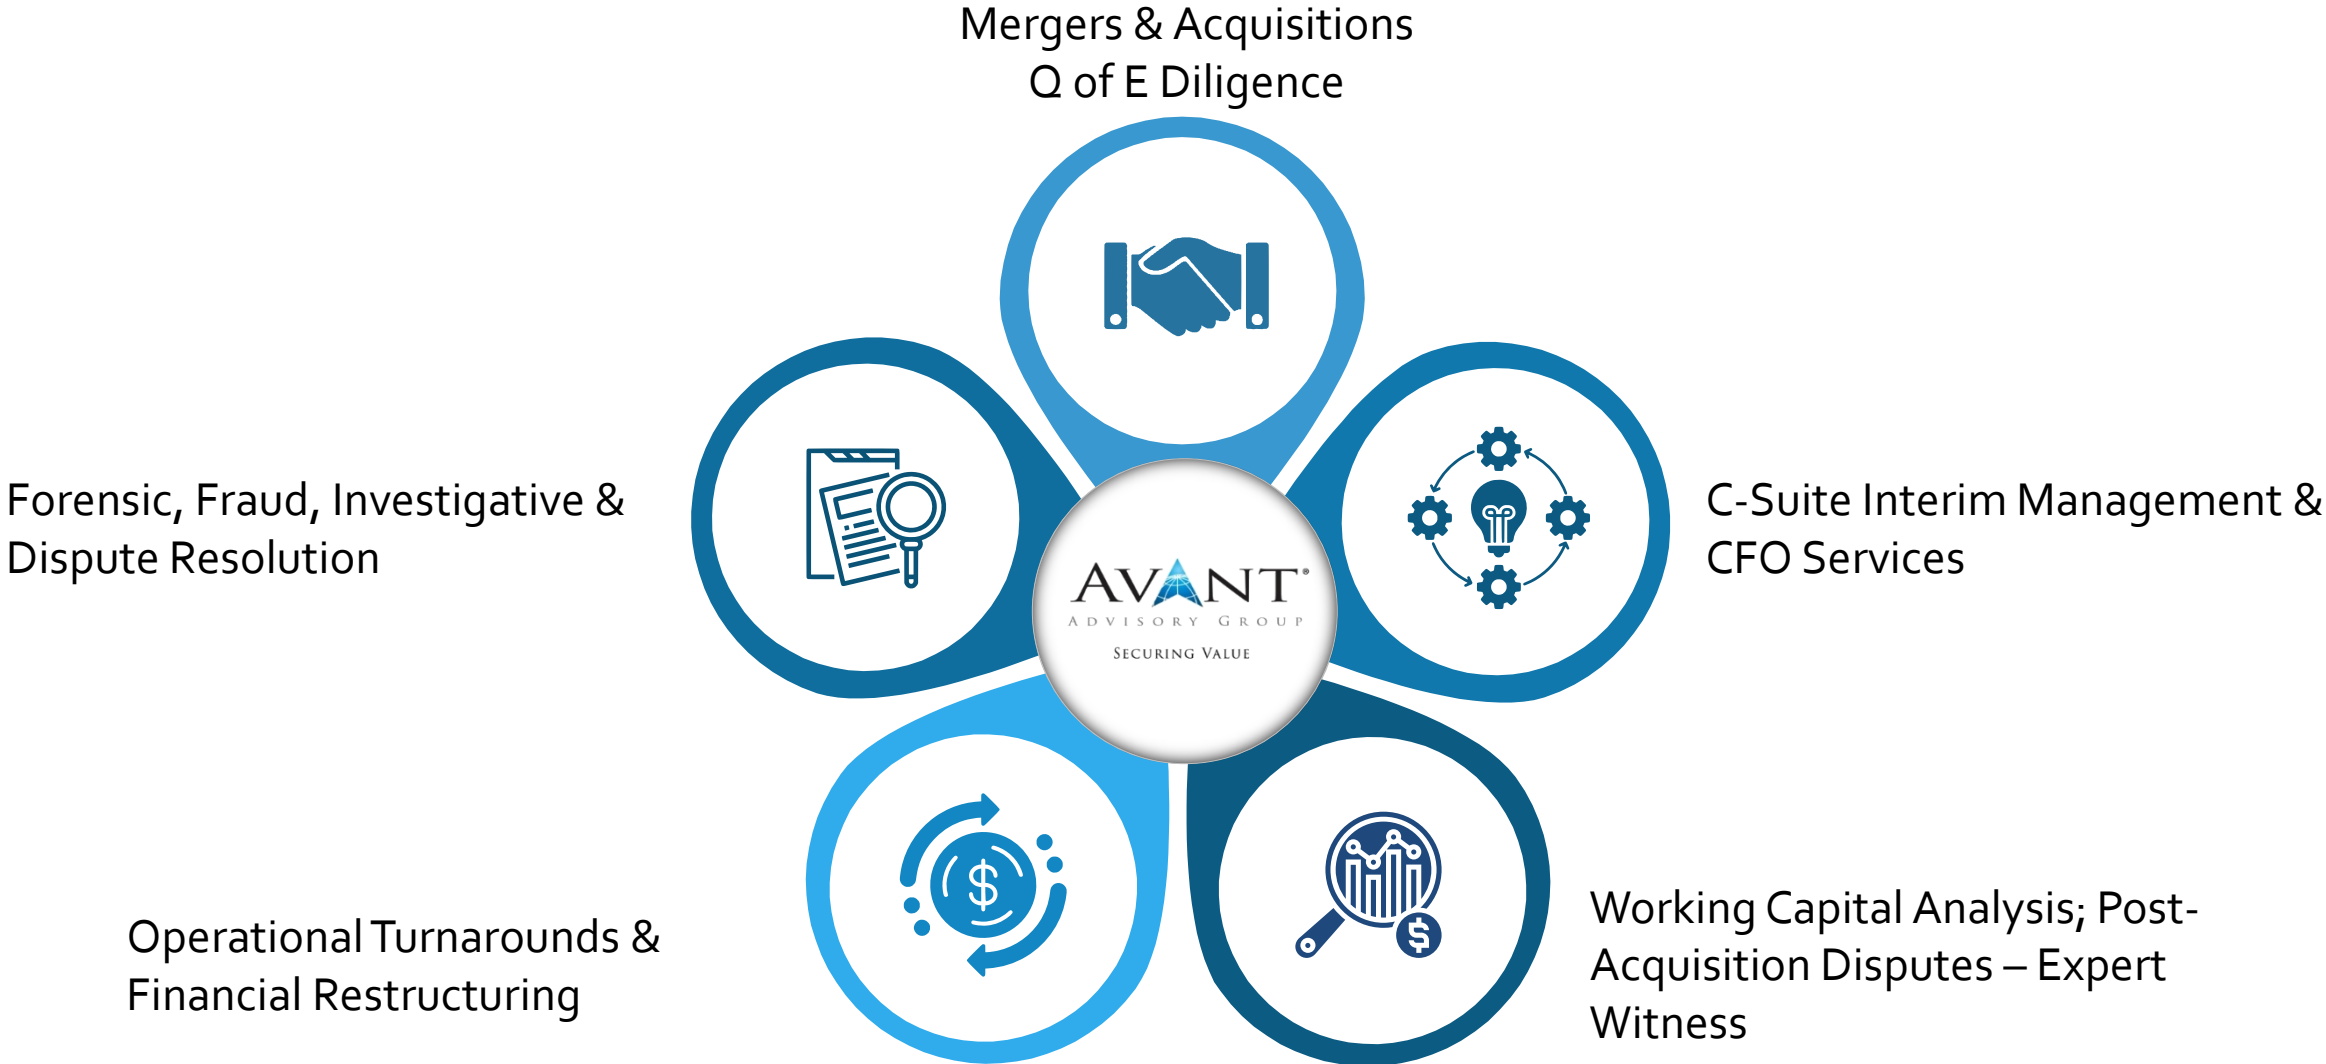 Mergers & Acquisitions
Q of E Diligence
Forensic, Fraud, Investigative &
Dispute Resolution
C-Suite Interim Management &
CFO Services
AVANT®
ADVISORY GROUP
SECURING VALUE
$
Operational Turnarounds &
Financial Restructuring
$
Working Capital Analysis; Post-
Acquisition Disputes – Expert
Witness